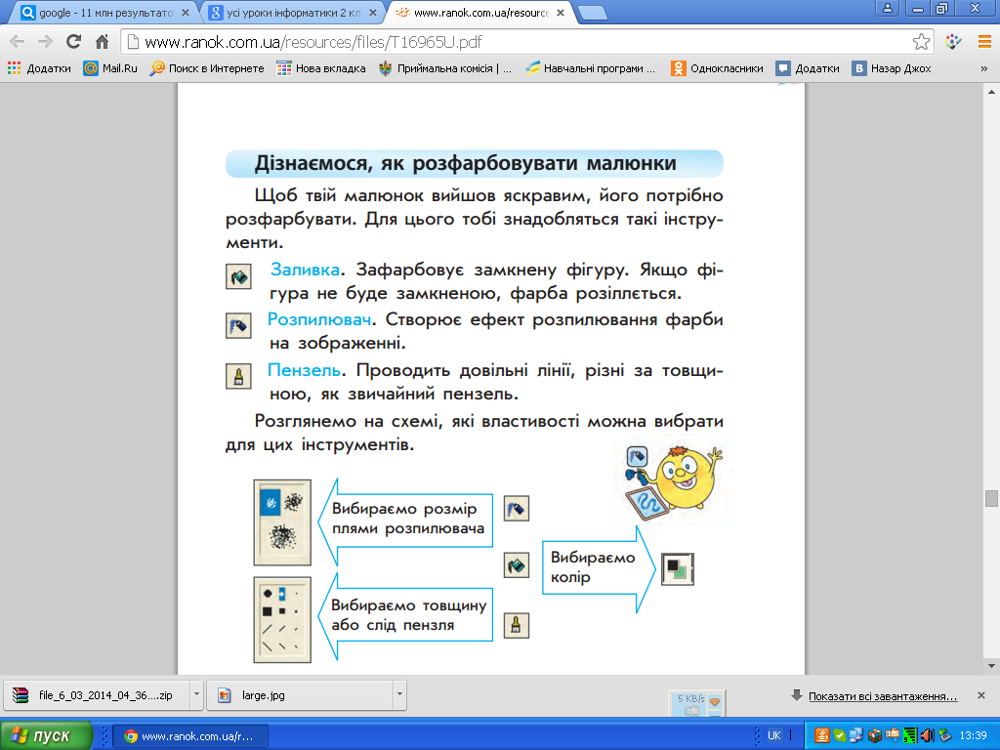 google - 11 млн результато
усі уроки інформатики 2 кл
www.ranok.com.ua/resource
www.ranok.com.ua/resources/files/T16965U.pdf
Додатки
Mail.Ru
Поиск в Интернете
Нова вкладка
Приймальна комісія | ...
Навчальні програми ...
Однокласники
Додатки
Назар Джох
»
Дізнаємося, як розфарбовувати малюнки
Щоб твій малюнок вийшов яскравим, його потрібно
розфарбувати. Для цього тобі знадобляться такі інстру-
менти.
Заливка. Зафарбовує замкнену фігуру. Якщо фі-
гура не буде замкненою, фарба розіллється.
Розпилювач. Створює ефект розпилювання фарби
на зображенні.
Пензель. Проводить довільні лінії, різні за товщи-
ною, як звичайний пензель.
Розглянемо на схемі, які властивості можна вибрати
для цих інструментів.
Вибираємо розмір
плями розпилювача
Вибираємо
колір
Вибираємо товщину
або слід пензля
file_6_03_2014_04_36....zip
large.jpg
5 KB/s
Показати всі завантаження...
пуск
www.ranok.com.ua/r...
UK
13:39